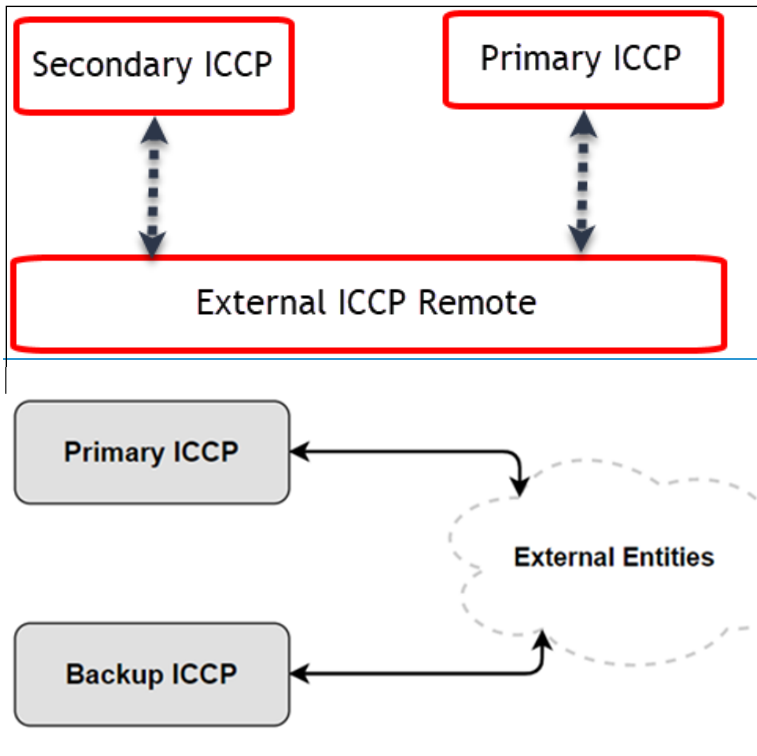 Secondary ICCP
Primary ICCP
External ICCP Remote
Primary ICCP
External Entities
Backup ICCP